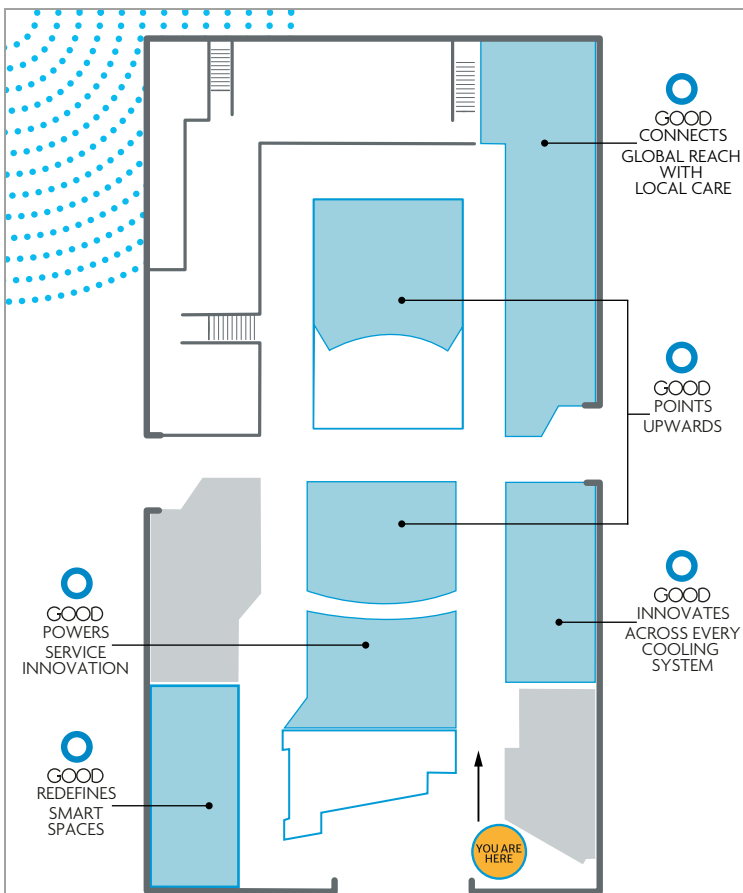 GOOD
CONNECTS
GLOBAL REACH
WITH
LOCAL CARE
GOOD
POINTS
UPWARDS
GOOD
INNOVATES
ACROSS EVERY
COOLING
SYSTEM
GOOD
POWERS
SERVICE
INNOVATION
GOOD
REDEFINES
SMART
SPACES
YOU ARE
HERE